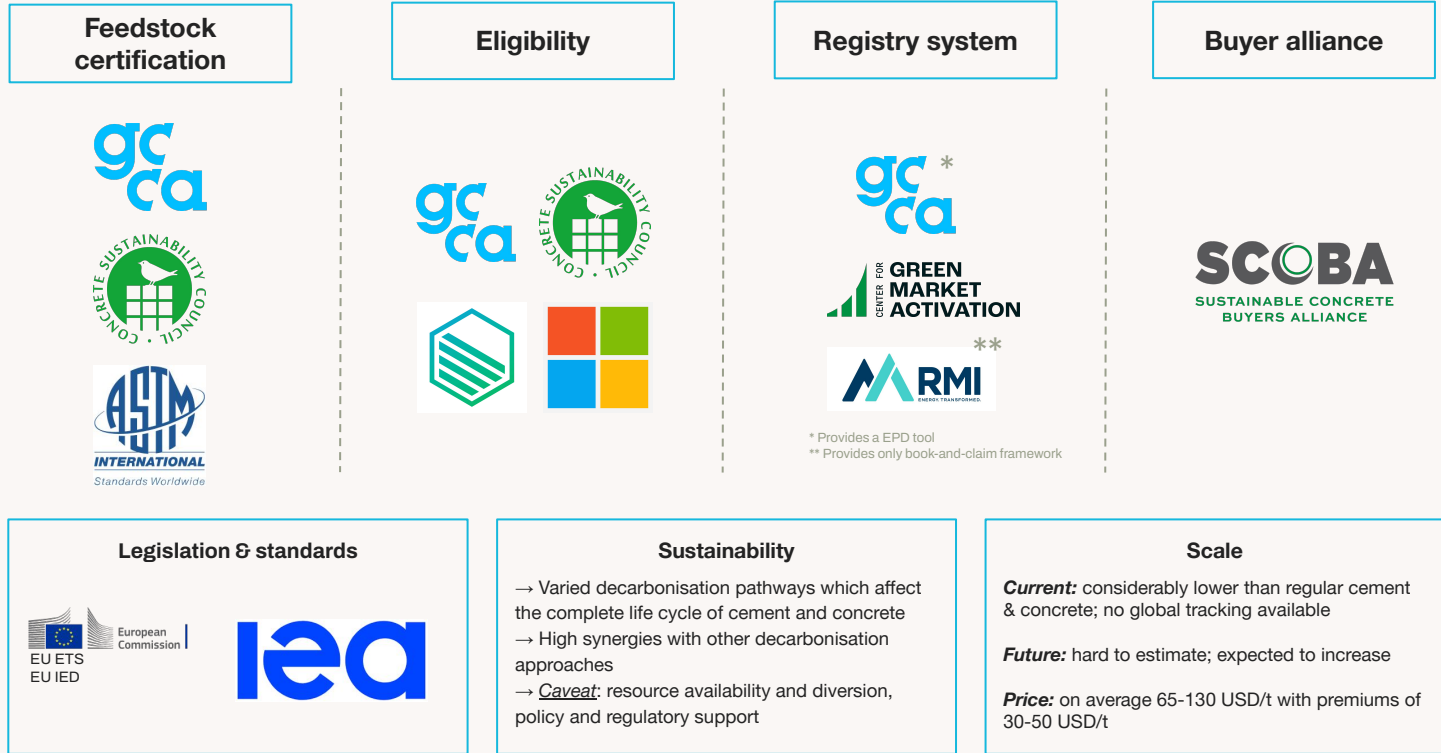 Feedstock
certification
Eligibility
Registry system
Buyer alliance
gc
ca
CONCRETE SUSTAINABILITY COUNCIL
ASTM
INTERNATIONAL
Standards Worldwide
gc
ca
CONCRETE SUSTAINABILITY COUNCIL
gc *
ca
CENTER FOR
GREEN
MARKET
ACTIVATION
**
RMI
ENERGY. TRANSFORMED.
* Provides a EPD tool
** Provides only book-and-claim framework
SCOBA
SUSTAINABLE CONCRETE
BUYERS ALLIANCE
Legislation & standards
European
Commission
EU ETS
EU IED
iea
Sustainability
→ Varied decarbonisation pathways which affect
the complete life cycle of cement and concrete
→ High synergies with other decarbonisation
approaches
→ Caveat: resource availability and diversion,
policy and regulatory support
Scale
Current: considerably lower than regular cement
& concrete; no global tracking available
Future: hard to estimate; expected to increase
Price: on average 65-130 USD/t with premiums of
30-50 USD/t